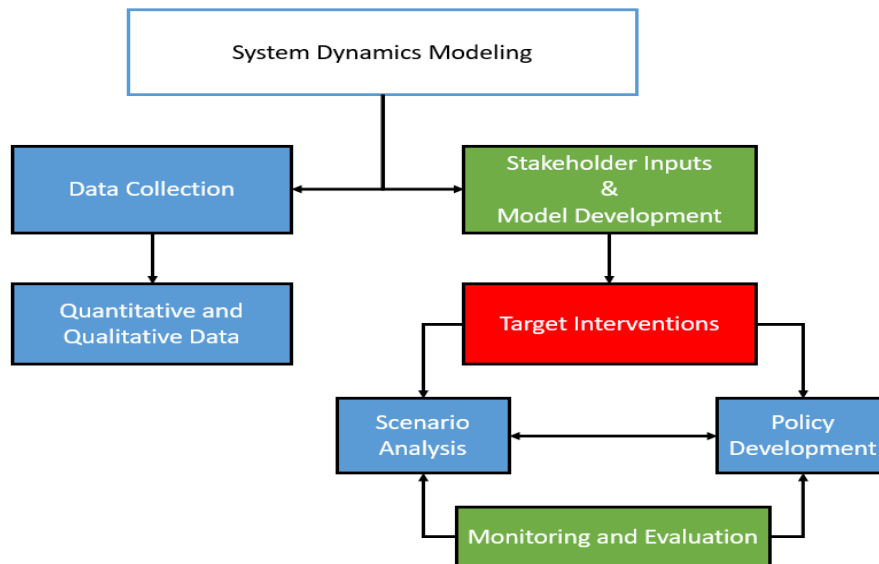 System Dynamics Modeling
Data Collection
Stakeholder Inputs
&
Model Development
Quantitative and
Qualitative Data
Target Interventions
Scenario
Analysis
Policy
Development
Monitoring and Evaluation